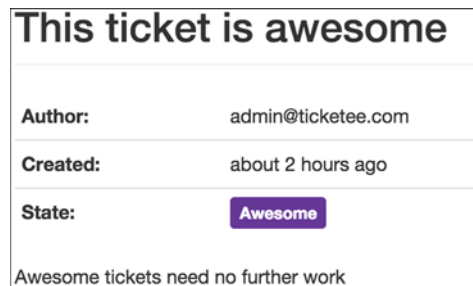 This ticket is awesome
Author: admin@ticketee.com
Created: about 2 hours ago
State: Awesome
Awesome tickets need no further work